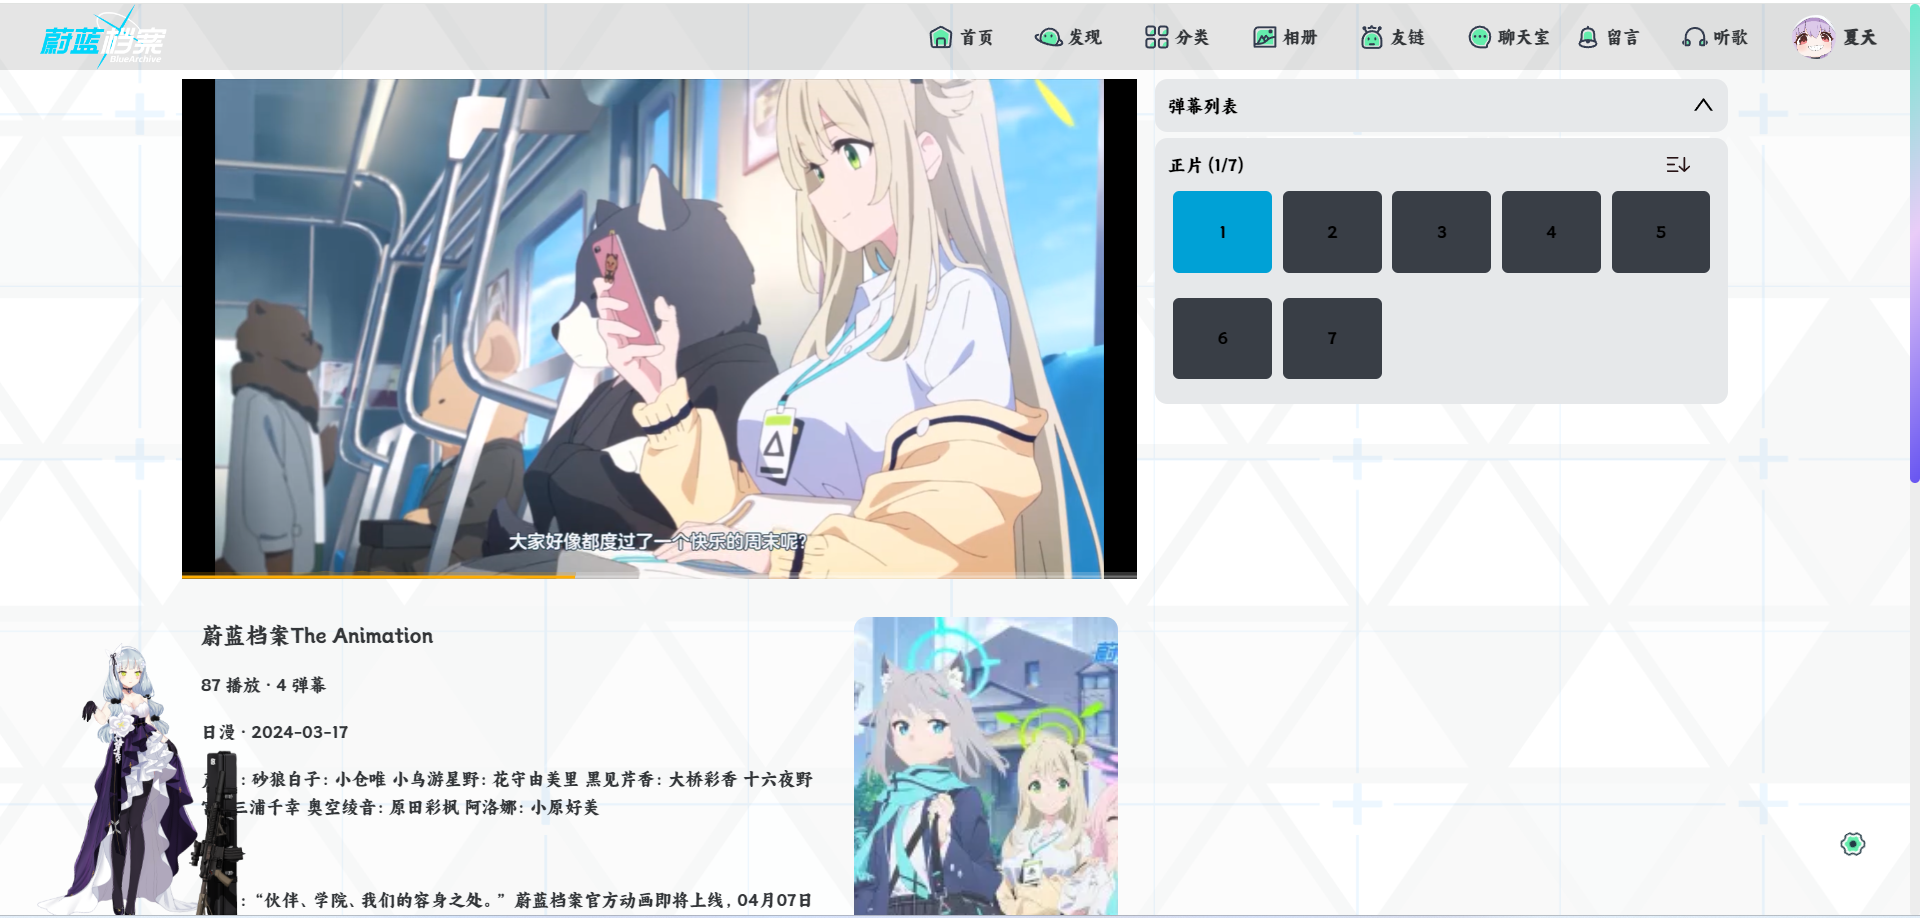 蔚蓝档案
BlueArchive
首页
发现
分类
相册
友链
聊天室
留言
听歌
夏天
弹幕列表
正片 (1/7)
1
2
3
4
5
6
7
大家好像都度过了一个快乐的周末呢?
蔚蓝档案The Animation
87 播放 · 4 弹幕
日漫 · 2024-03-17
: 砂狼白子: 小仓唯 小鸟游星野: 花守由美里 黑见芹香: 大桥彩香 十六夜野
三浦千幸 奥空绫音: 原田彩枫 阿洛娜: 小原好美
: “伙伴、学院、我们的容身之处。” 蔚蓝档案官方动画即将上线, 04月07日